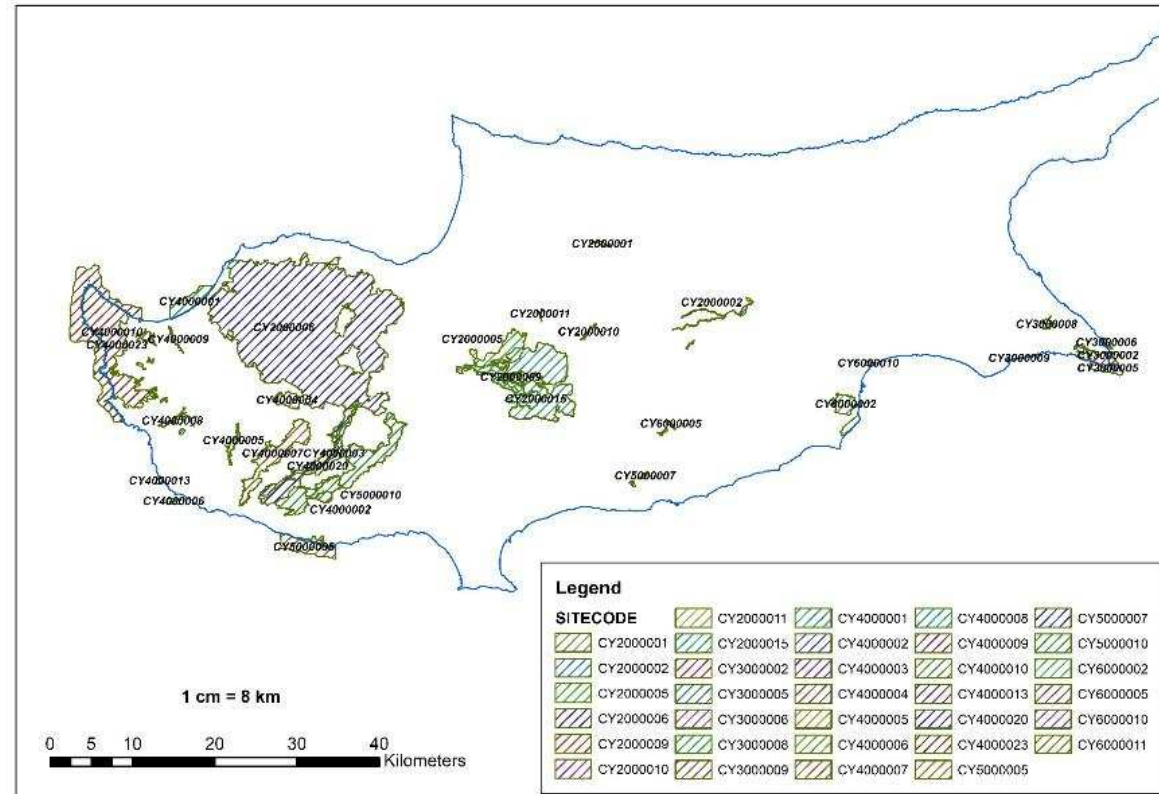 CY2000001
CY4000001
CY2000002
CY2000011
CY2000006
CY3000008
CY4000010
CY2000010
CY4000009
CY2000005
CY4000023
CY3000006
CY3000002
CY3000009
CY6000010
CY3000005
CY2000009
CY2000015
CY4000004
CY6000002
CY4000008
CY6000005
CY4000005
CY4000007
CY4000003
CY4000020
CY5000007
CY4000013
CY5000010
CY4000006
CY4000002
CY5000005
Legend
SITECODE
CY2000001
CY2000002
CY2000005
CY2000006
CY2000009
CY2000010
CY2000011
CY2000015
CY3000002
CY3000005
CY3000006
CY3000008
CY3000009
CY4000001
CY4000002
CY4000003
CY4000004
CY4000005
CY4000006
CY4000007
CY4000008
CY4000009
CY4000010
CY4000013
CY4000020
CY4000023
CY5000005
CY5000007
CY5000010
CY6000002
CY6000005
CY6000010
CY6000011
1 cm = 8 km
0 5 10 20 30 40
Kilometers